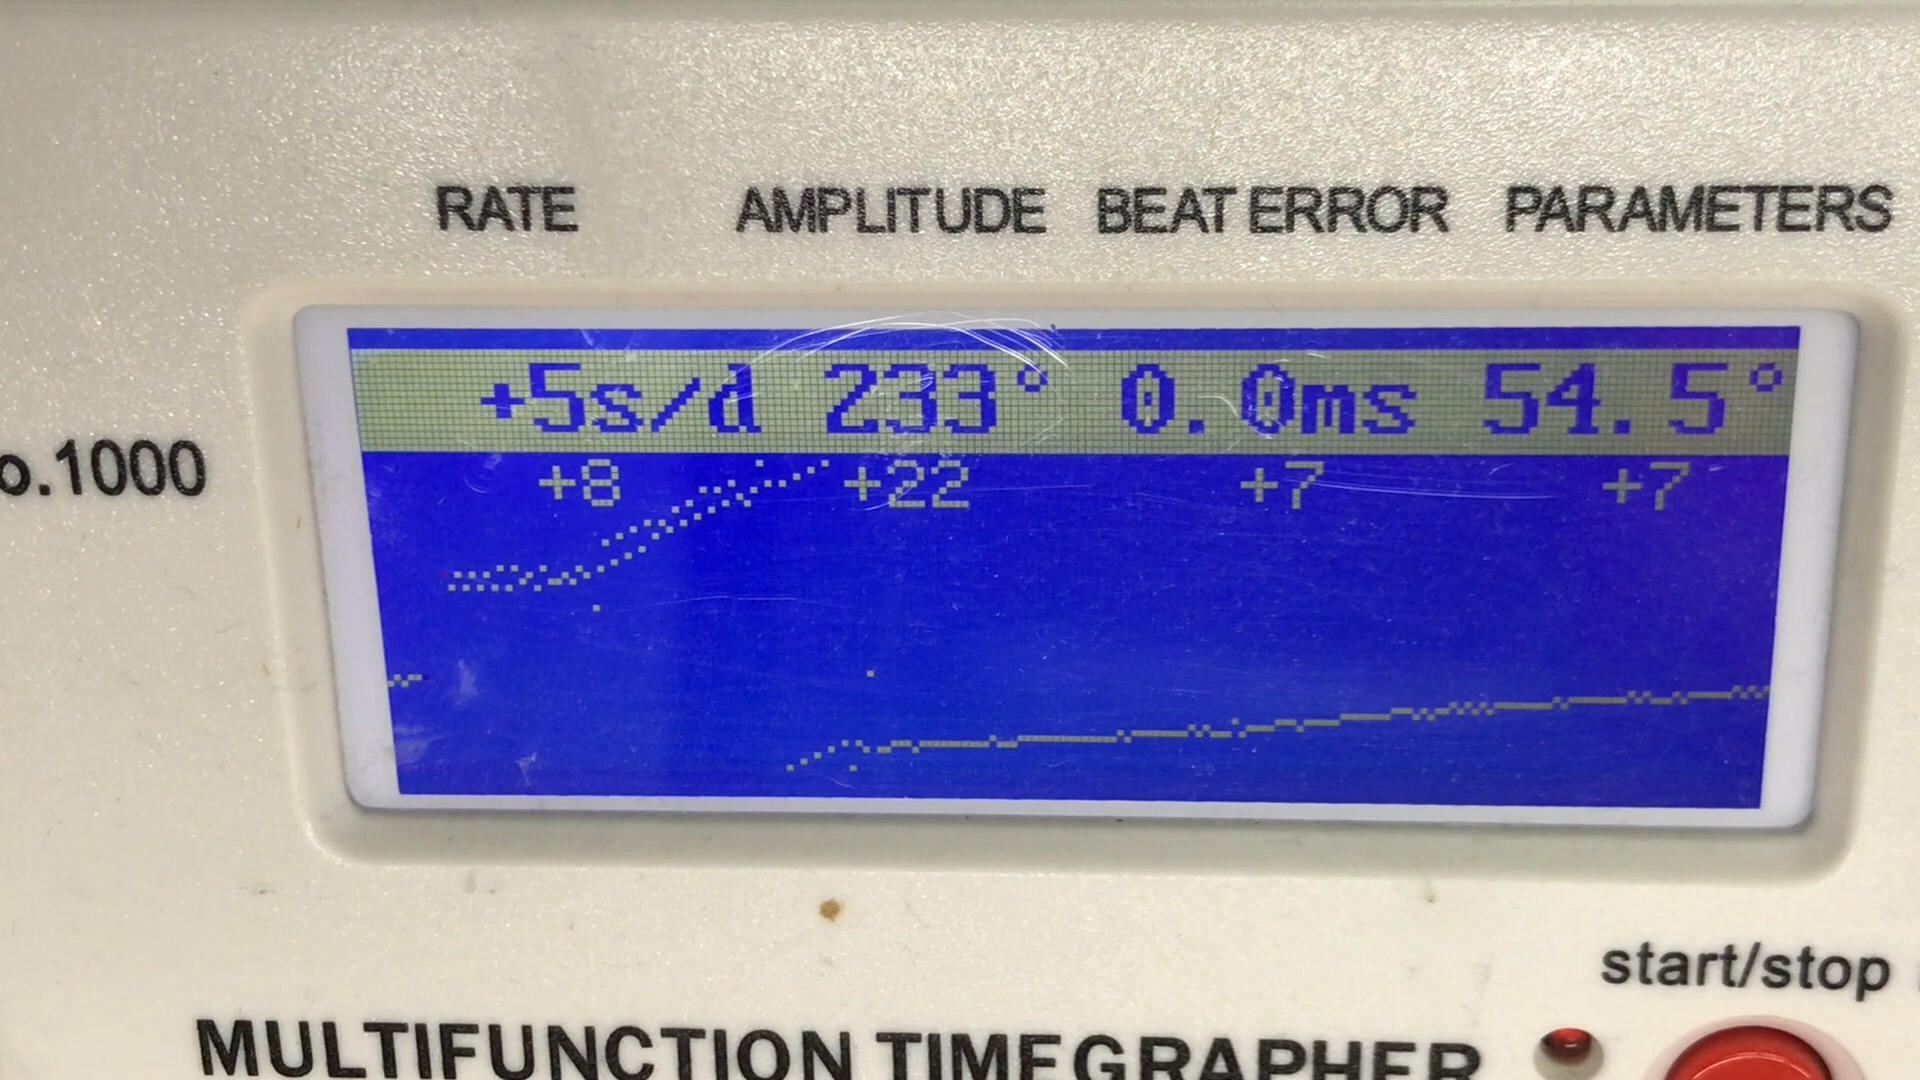 RATE AMPLITUDE BEAT ERROR PARAMETERS
+5s/d 233° 0.0ms 54.5°
+8 +22 +7 +7
o.1000
start/stop
MULTIFUNCTION TIMEGRAPHER